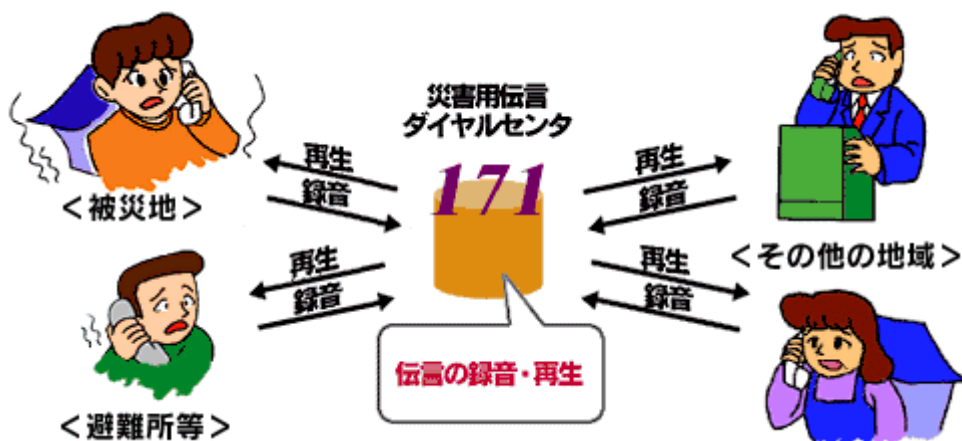 災害用伝言
ダイヤルセンタ
171
再生
録音
<被災地>
再生
録音
<避難所等>
再生
録音
<その他の地域>
再生
録音
伝言の録音・再生